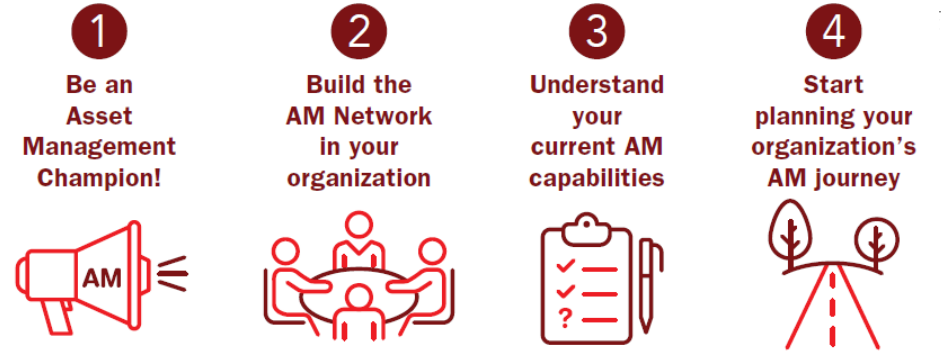 1
Be an
Asset
Management
Champion!
AM
2
Build the
AM Network
in your
organization
3
Understand
your
current AM
capabilities
?
4
Start
planning your
organization's
AM journey